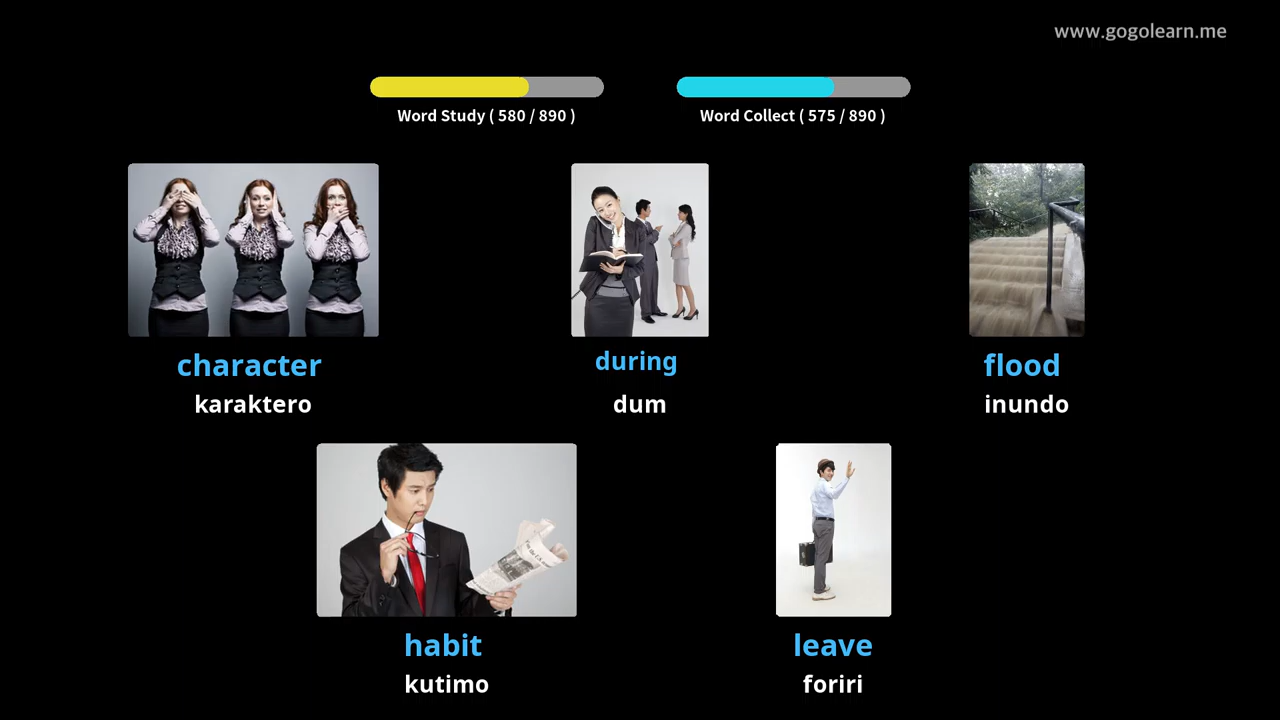 www.gogolearn.me
Word Study ( 580 / 890 )
Word Collect ( 575 / 890 )
character
karaktero
during
dum
flood
inundo
habit
kutimo
leave
foriri